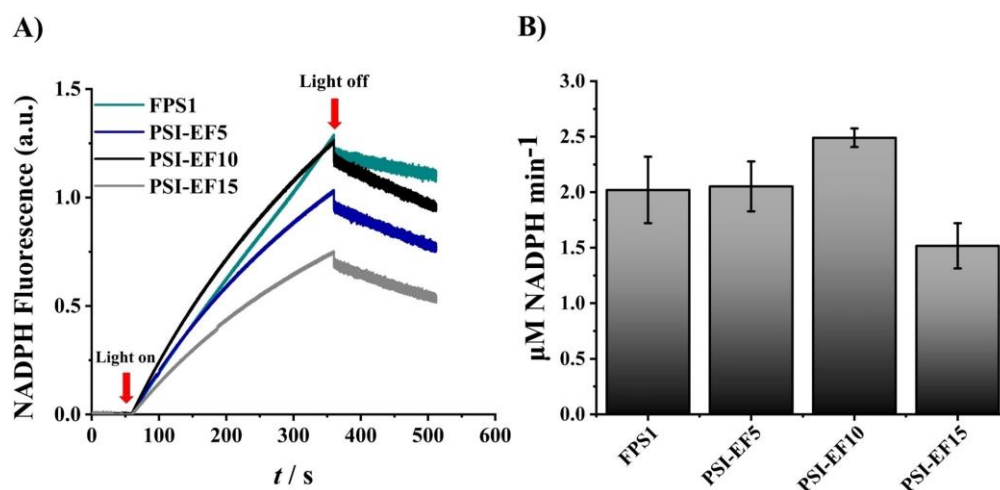 A)
NADPH Fluorescence (a.u.)
1.5
1.0
0.5
0.0
FPS1
PSI-EF5
PSI-EF10
PSI-EF15
Light on
Light off
0 100 200 300 400 500 600
t / s
B)
µM NADPH min-1
3.0
2.5
2.0
1.5
1.0
0.5
0.0
FPS1
PSI-EF5
PSI-EF10
PSI-EF15